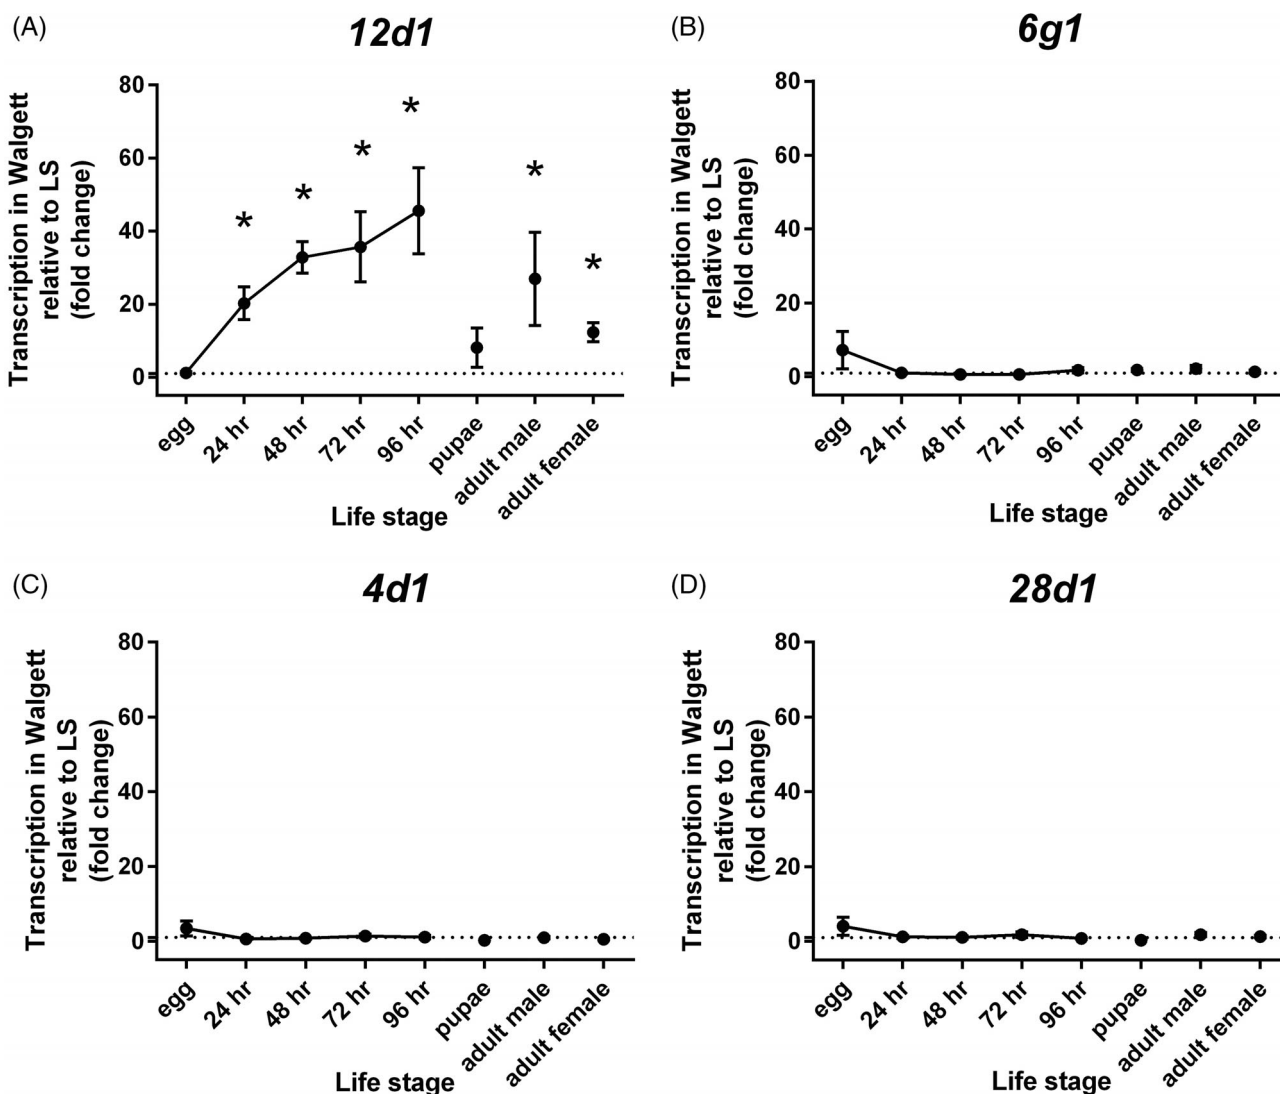 (A)
12d1
Transcription in Walgett
relative to LS
(fold change)
80
60
40
20
0
*
*
*
*
*
*
egg
24 hr
48 hr
72 hr
96 hr
pupae
adult male
adult female
Life stage
(B)
6g1
Transcription in Walgett
relative to LS
(fold change)
80
60
40
20
0
egg
24 hr
48 hr
72 hr
96 hr
pupae
adult male
adult female
Life stage
(C)
4d1
Transcription in Walgett
relative to LS
(fold change)
80
60
40
20
0
egg
24 hr
48 hr
72 hr
96 hr
pupae
adult male
adult female
Life stage
(D)
28d1
Transcription in Walgett
relative to LS
(fold change)
80
60
40
20
0
egg
24 hr
48 hr
72 hr
96 hr
pupae
adult male
adult female
Life stage